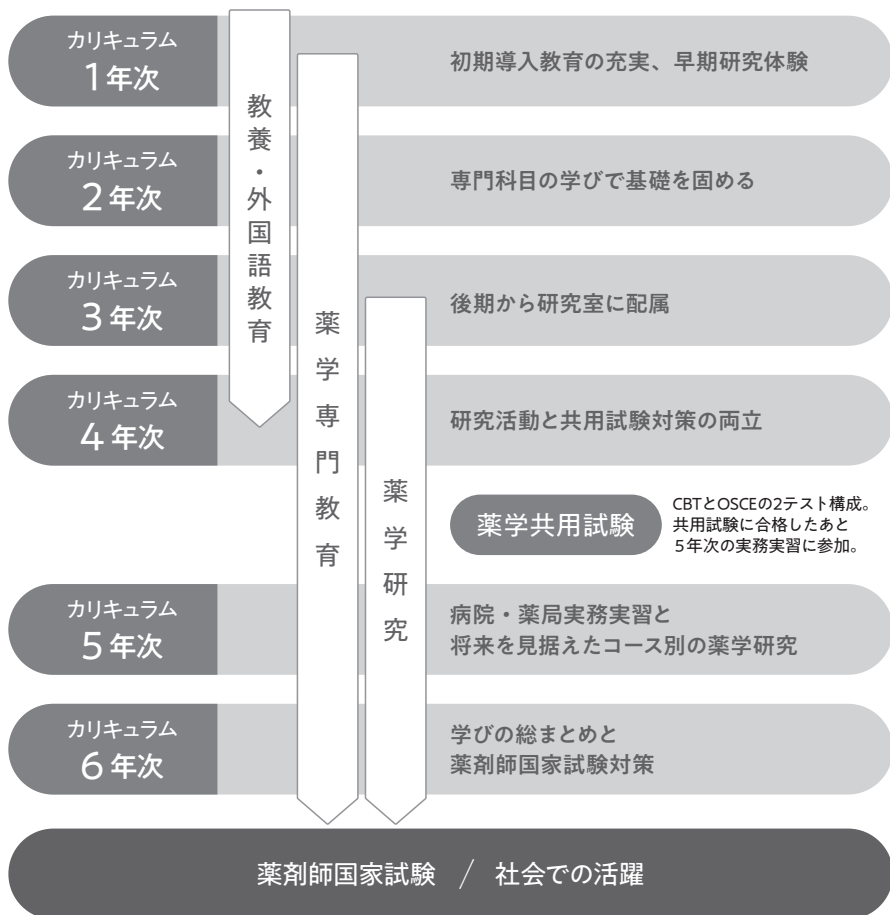 カリキュラム
1年次
初期導入教育の充実、早期研究体験
教養・外国語教育
薬学専門教育
カリキュラム
2年次
専門科目の学びで基礎を固める
カリキュラム
3年次
後期から研究室に配属
薬学研究
カリキュラム
4年次
研究活動と共用試験対策の両立
薬学共用試験
CBTとOSCEの2テスト構成。
共用試験に合格したあと
5年次の実務実習に参加。
カリキュラム
5年次
病院・薬局実務実習と
将来を見据えたコース別の薬学研究
カリキュラム
6年次
学びの総まとめと
薬剤師国家試験対策
薬剤師国家試験 / 社会での活躍